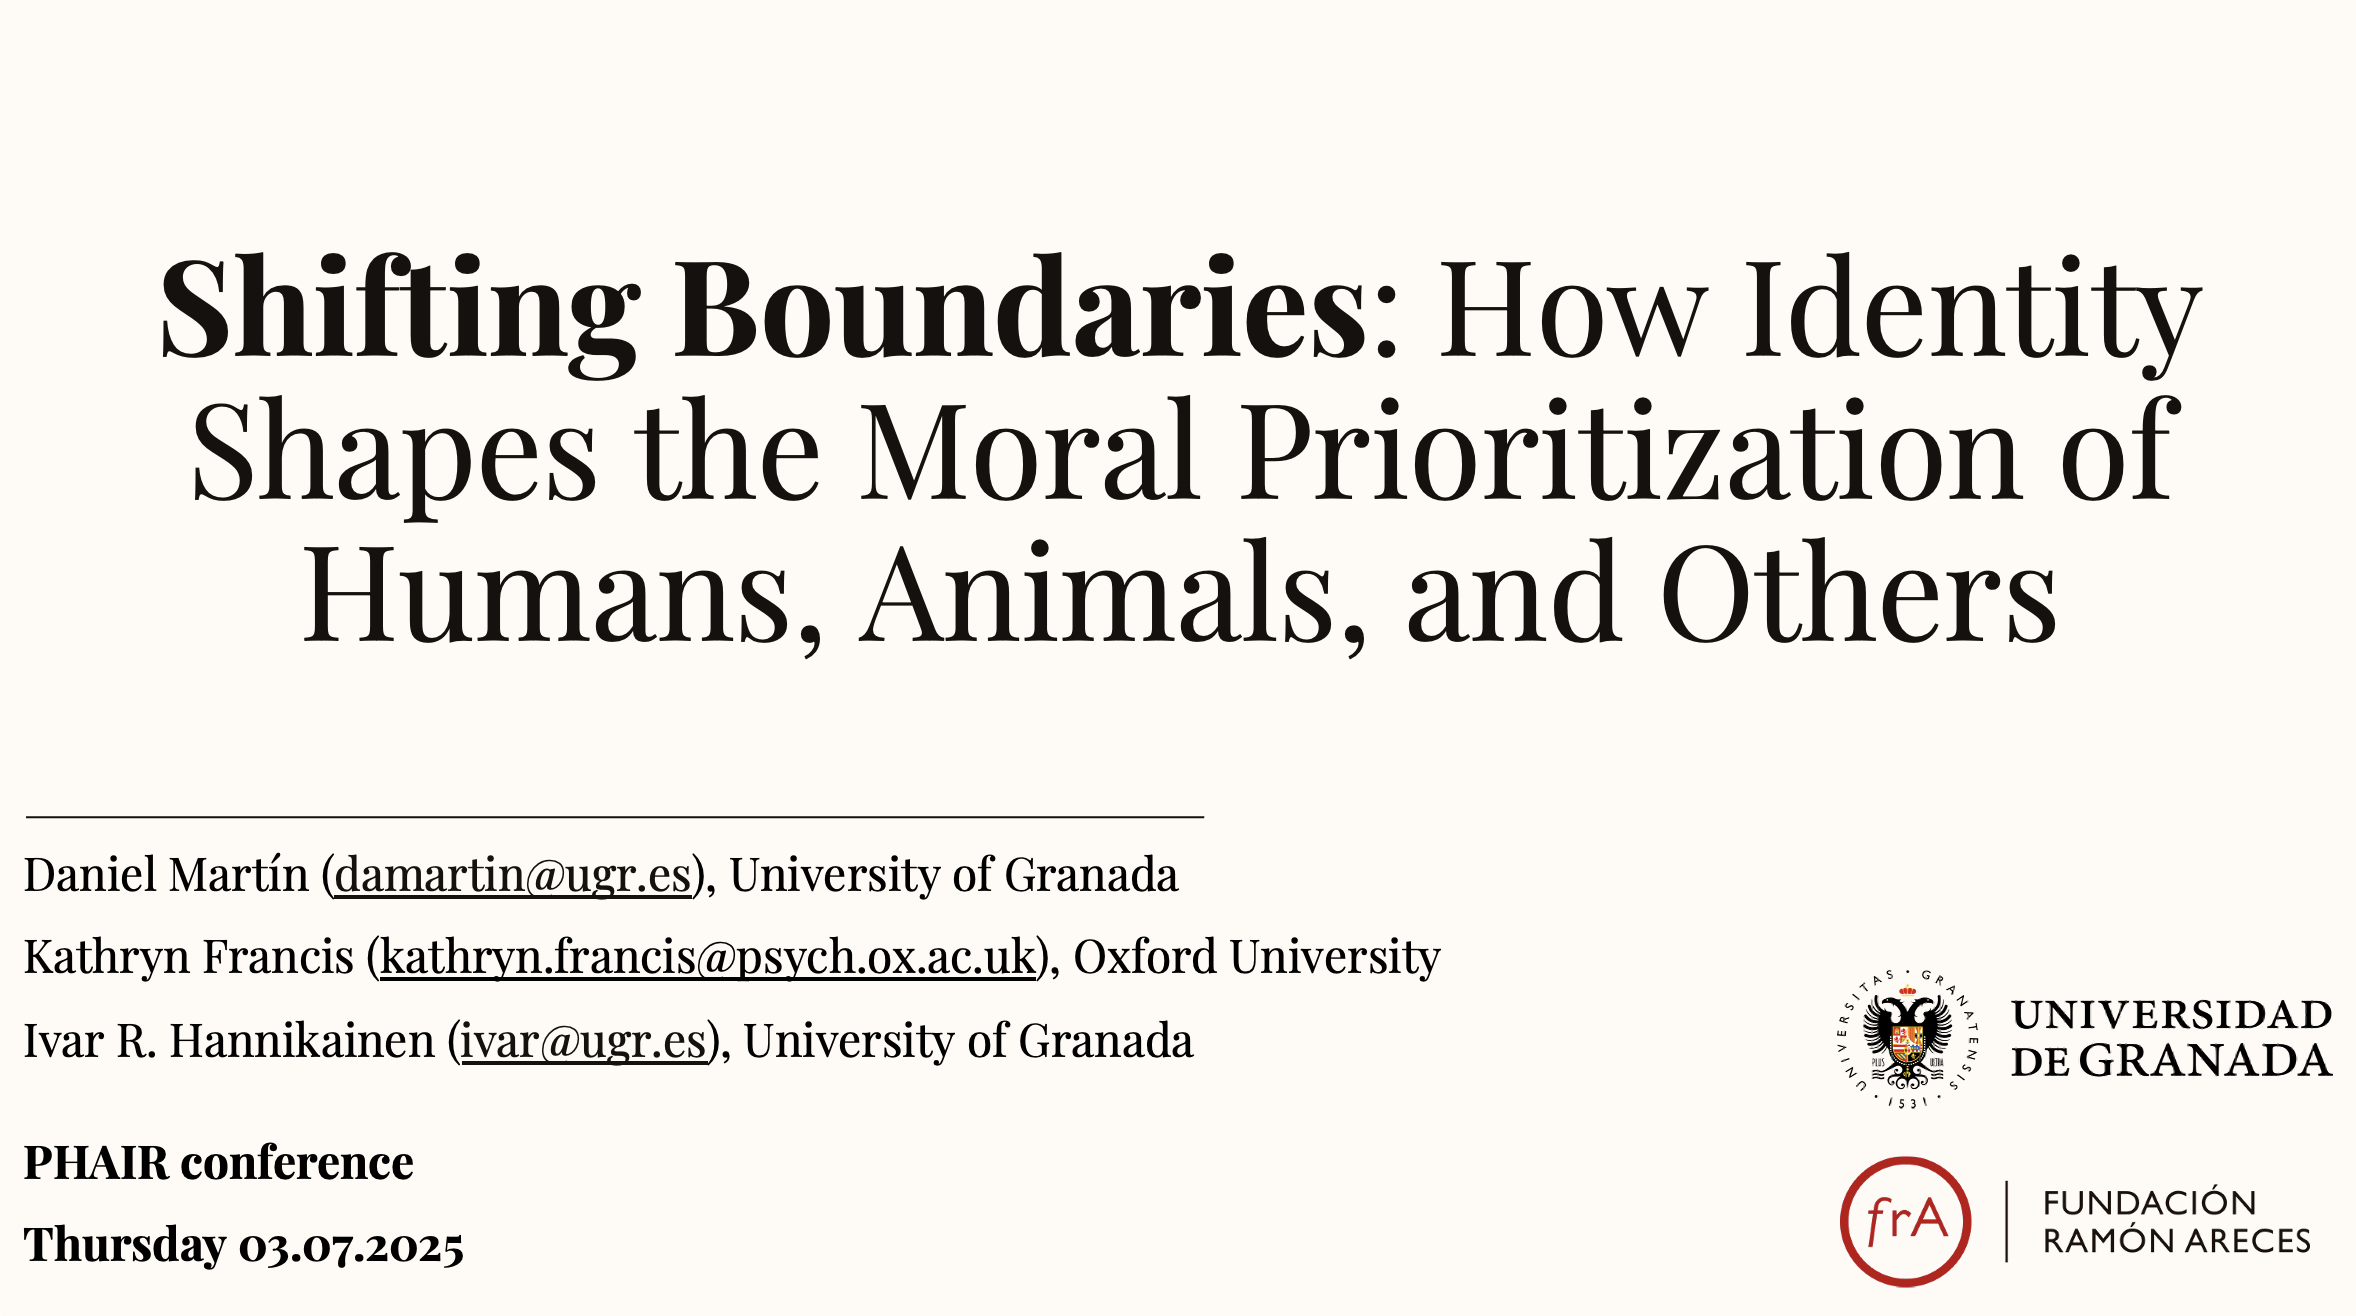 Shifting Boundaries: How Identity
Shapes the Moral Prioritization of
Humans, Animals, and Others
Daniel Martín (damartin@ugr.es), University of Granada
Kathryn Francis (kathryn.francis@psych.ox.ac.uk), Oxford University
Ivar R. Hannikainen (ivar@ugr.es), University of Granada
PHAIR conference
Thursday 03.07.2025
UNIVERSITAS · GRANATENSIS · 1531 ·
PLUS ULTRA
UNIVERSIDAD
DE GRANADA
frA
FUNDACIÓN
RAMÓN ARECES